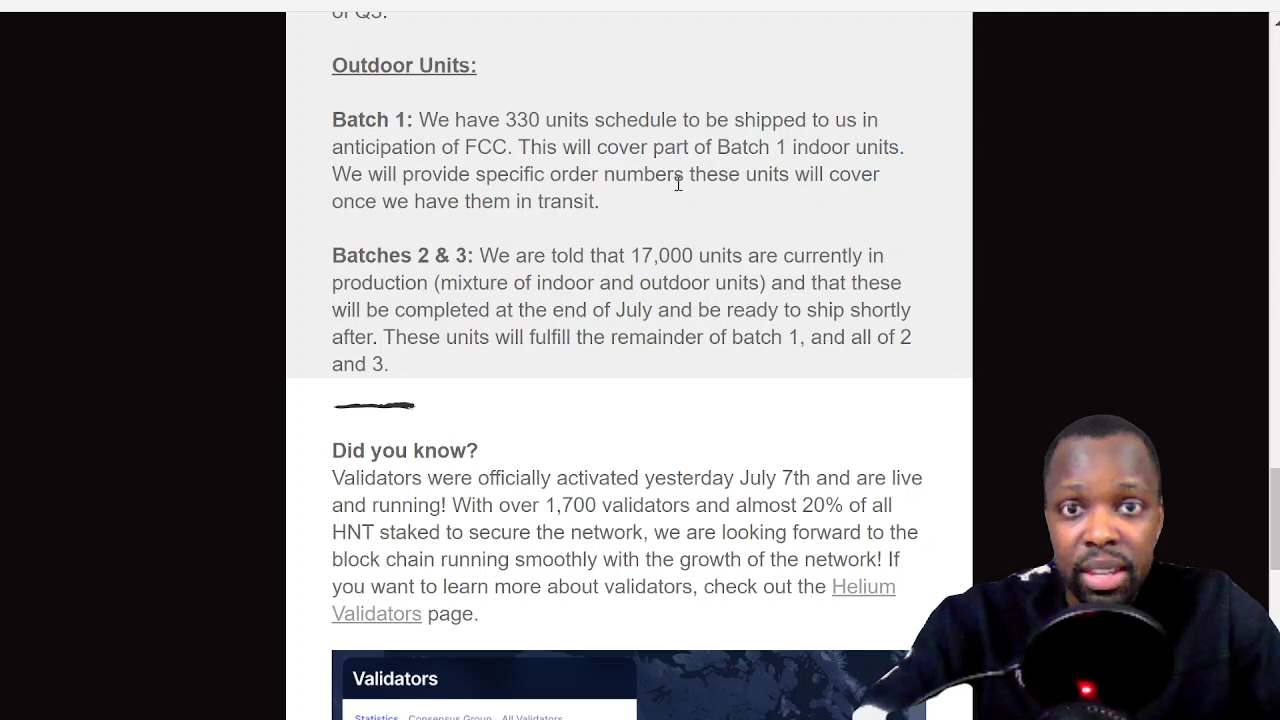 of Q3.
Outdoor Units:
Batch 1: We have 330 units schedule to be shipped to us in
anticipation of FCC. This will cover part of Batch 1 indoor units.
We will provide specific order numbers these units will cover
once we have them in transit.
Batches 2 & 3: We are told that 17,000 units are currently in
production (mixture of indoor and outdoor units) and that these
will be completed at the end of July and be ready to ship shortly
after. These units will fulfill the remainder of batch 1, and all of 2
and 3.
Did you know?
Validators were officially activated yesterday July 7th and are live
and running! With over 1,700 validators and almost 20% of all
HNT staked to secure the network, we are looking forward to the
block chain running smoothly with the growth of the network! If
you want to learn more about validators, check out the Helium
Validators page.
Validators
Statistics Consensus Group All Validators